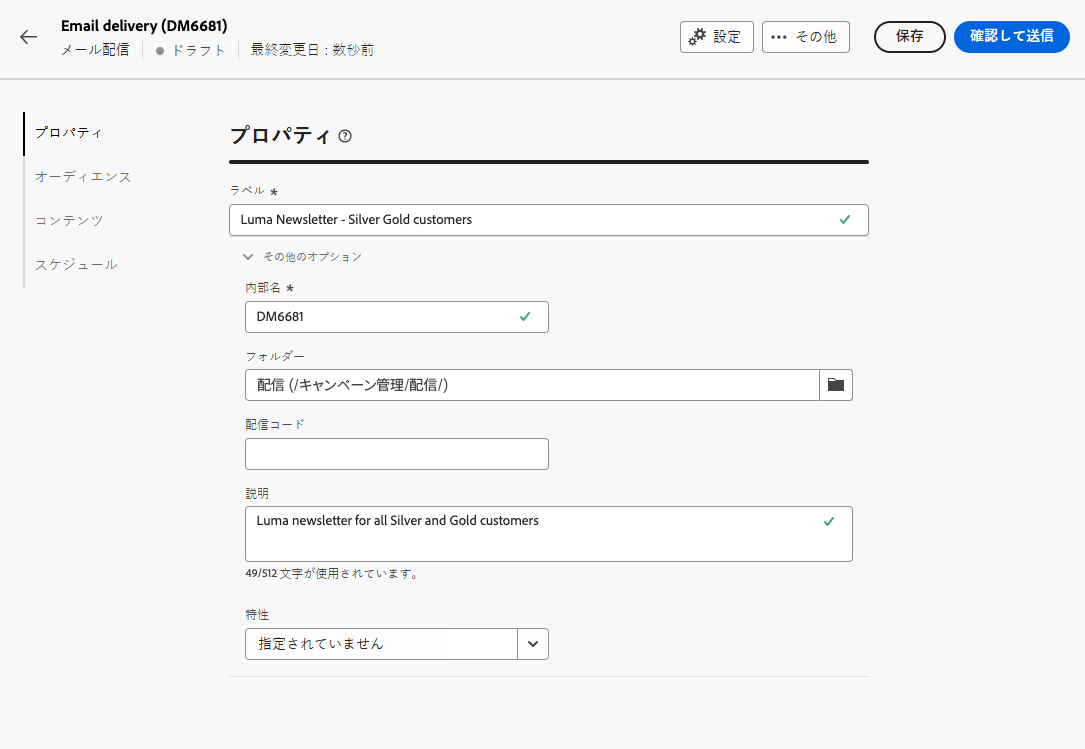 Email delivery (DM6681)
メール配信 ドラフト 最終変更日 : 数秒前
設定 その他 保存 確認して送信
プロパティ
オーディエンス
コンテンツ
スケジュール
プロパティ
ラベル *
Luma Newsletter - Silver Gold customers
その他のオプション
内部名 *
DM6681
フォルダー
配信 (/キャンペーン管理/配信/)
配信コード
説明
Luma newsletter for all Silver and Gold customers
49/512 文字が使用されています。
特性
指定されていません